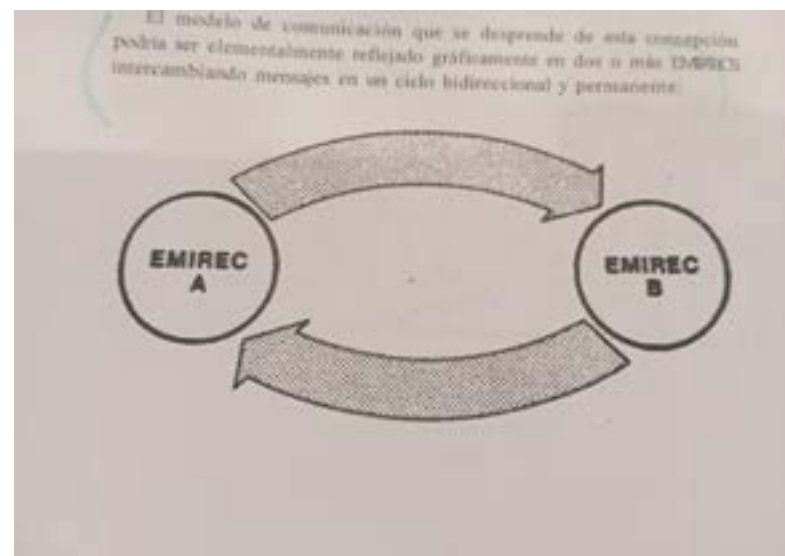 El modelo de comunicación que se desprende de esta concepción
podría ser elementalmente reflejado gráficamente en dos o más EMIRECS
intercambiando mensajes en un ciclo bidireccional y permanente:
EMIREC
A
EMIREC
B